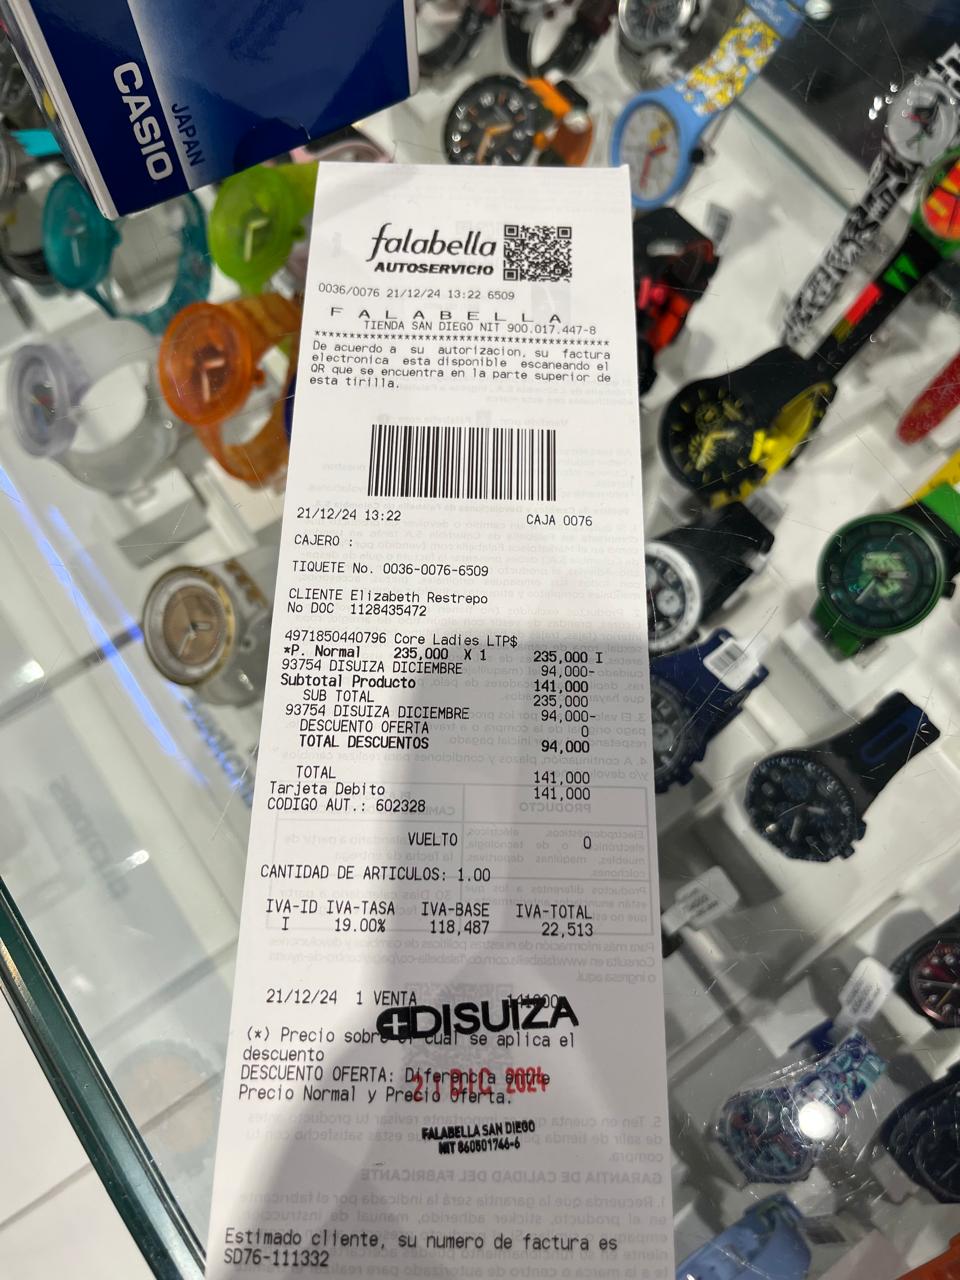 CASIO
JAPAN
falabella
AUTOSERVICIO
0036/0076 21/12/24 13:22 6509
F A L A B E L L A
TIENDA SAN DIEGO NIT 900.017.447-8
****************************************
De acuerdo a su autorizacion, su factura
electronica esta disponible escaneando el
QR que se encuentra en la parte superior de
esta tirilla.
21/12/24 13:22 CAJA 0076
CAJERO :
TIQUETE No. 0036-0076-6509
CLIENTE Elizabeth Restrepo
No DOC 1128435472
4971850440796 Core Ladies LTP$
*P. Normal 235,000 X 1 235,000 I
93754 DISUIZA DICIEMBRE 94,000-
Subtotal Producto 141,000
SUB TOTAL 235,000
93754 DISUIZA DICIEMBRE 94,000-
DESCUENTO OFERTA 0
TOTAL DESCUENTOS 94,000
TOTAL 141,000
Tarjeta Debito 141,000
CODIGO AUT.: 602328
VUELTO 0
CANTIDAD DE ARTICULOS: 1.00
IVA-ID IVA-TASA IVA-BASE IVA-TOTAL
I 19.00% 118,487 22,513
21/12/24 1 VENTA 141000
DISUIZA
(*) Precio sobre el cual se aplica el
descuento
DESCUENTO OFERTA: Diferencia entre
21 DIC 2024
Precio Normal y Precio Oferta.
FALABELLA SAN DIEGO
NIT 860501746-6
Estimado cliente, su numero de factura es
SD76-111332